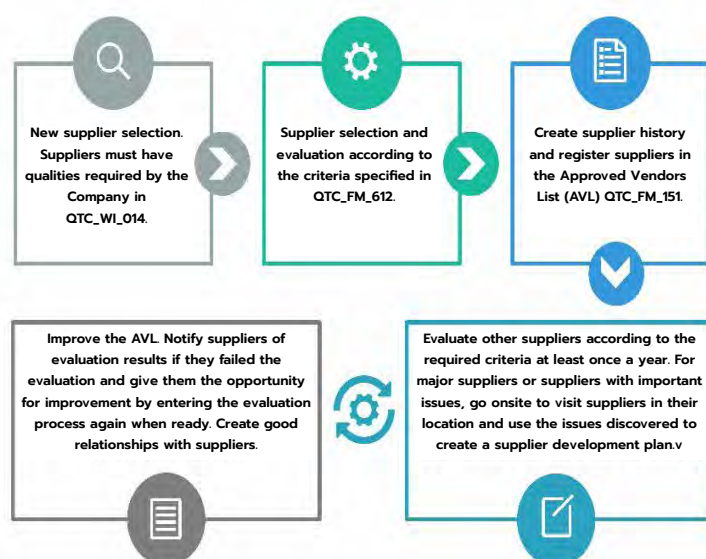 New supplier selection.
Suppliers must have
qualities required by the
Company in
QTC_WI_014.
Supplier selection and
evaluation according to
the criteria specified in
QTC_FM_612.
Create supplier history
and register suppliers in
the Approved Vendors
List (AVL) QTC_FM_151.
Evaluate other suppliers according to the
required criteria at least once a year. For
major suppliers or suppliers with important
issues, go onsite to visit suppliers in their
location and use the issues discovered to
create a supplier development plan.v
Improve the AVL. Notify suppliers of
evaluation results if they failed the
evaluation and give them the opportunity
for improvement by entering the evaluation
process again when ready. Create good
relationships with suppliers.